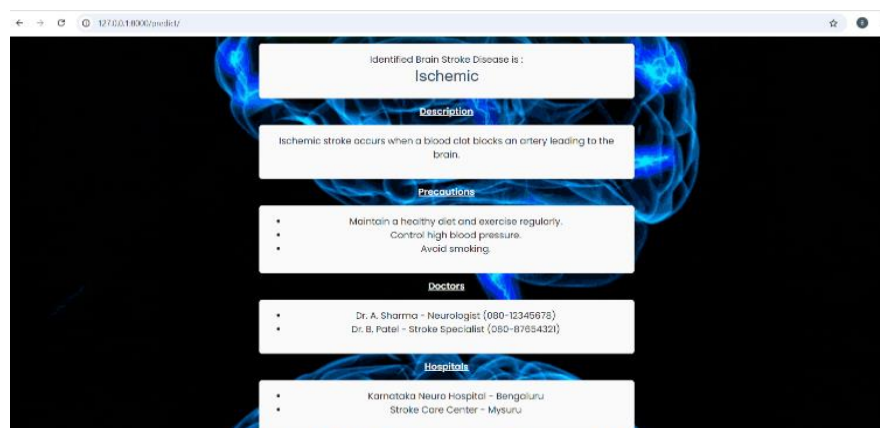 127.0.0.1:8000/predict/
Identified Brain Stroke Disease is :
Ischemic
Description
Ischemic stroke occurs when a blood clot blocks an artery leading to the
brain.
Precautions
• Maintain a healthy diet and exercise regularly.
• Control high blood pressure.
• Avoid smoking.
Doctors
• Dr. A. Sharma - Neurologist (080-12345678)
• Dr. B. Patel - Stroke Specialist (080-87654321)
Hospitals
• Karnataka Neuro Hospital - Bengaluru
• Stroke Care Center - Mysuru